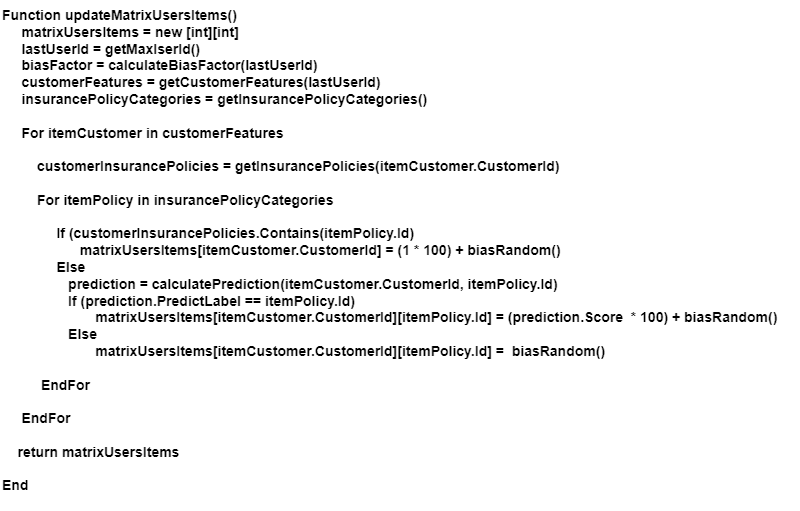 Function updateMatrixUsersItems()
matrixUsersItems = new [int][int]
lastUserId = getMaxIserId()
biasFactor = calculateBiasFactor(lastUserId)
customerFeatures = getCustomerFeatures(lastUserId)
insurancePolicyCategories = getInsurancePolicyCategories()
For itemCustomer in customerFeatures
customerInsurancePolicies = getInsurancePolicies(itemCustomer.CustomerId)
For itemPolicy in insurancePolicyCategories
If (customerInsurancePolicies.Contains(itemPolicy.Id)
matrixUsersItems[itemCustomer.CustomerId] = (1 * 100) + biasRandom()
Else
prediction = calculatePrediction(itemCustomer.CustomerId, itemPolicy.Id)
If (prediction.PredictLabel == itemPolicy.Id)
matrixUsersItems[itemCustomer.CustomerId][itemPolicy.Id] = (prediction.Score * 100) + biasRandom()
Else
matrixUsersItems[itemCustomer.CustomerId][itemPolicy.Id] = biasRandom()
EndFor
EndFor
return matrixUsersItems
End